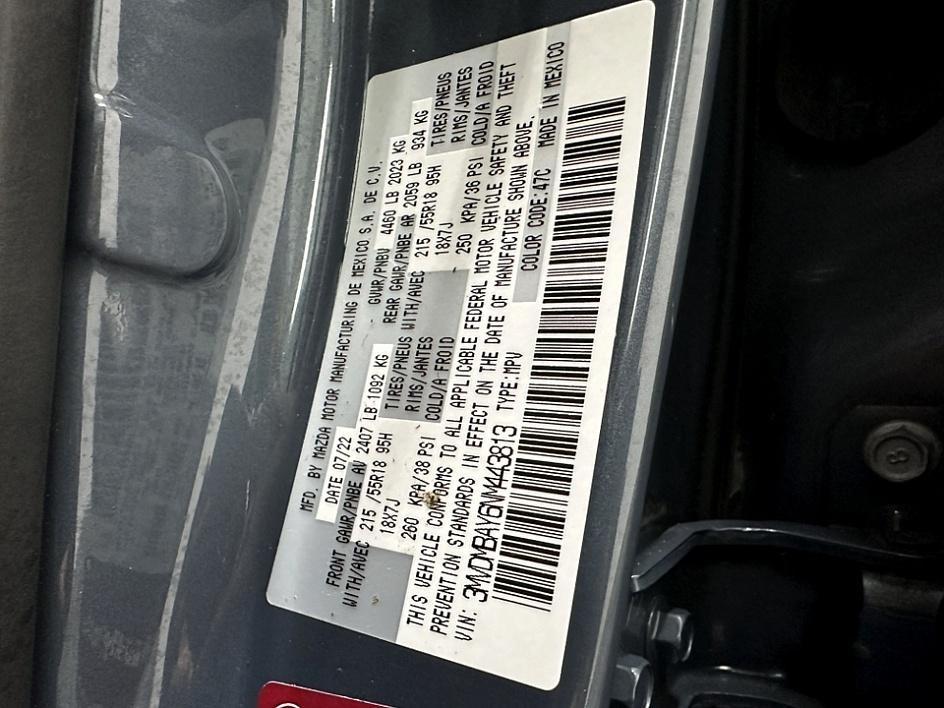 MFD. BY MAZDA MOTOR MANUFACTURING DE MEXICO S.A. DE C.V.
DATE 07/22 GVWR/PNBV 4460 LB 2023 KG
FRONT GAWR/PNBE AV 2407 LB 1092 KG REAR GAWR/PNBE AR 2059 LB 934 KG
WITH/AVEC 215 /55R18 95H TIRES/PNEUS WITH/AVEC 215 /55R18 95H TIRES/PNEUS
18X7J RIMS/JANTES 18X7J RIMS/JANTES
260 KPA/38 PSI COLD/A FROID 250 KPA/36 PSI COLD/A FROID
THIS VEHICLE CONFORMS TO ALL APPLICABLE FEDERAL MOTOR VEHICLE SAFETY AND THEFT
PREVENTION STANDARDS IN EFFECT ON THE DATE OF MANUFACTURE SHOWN ABOVE.
VIN: 3MVDMBAY6NM443813 TYPE:MPV COLOR CODE:47C MADE IN MEXICO
8